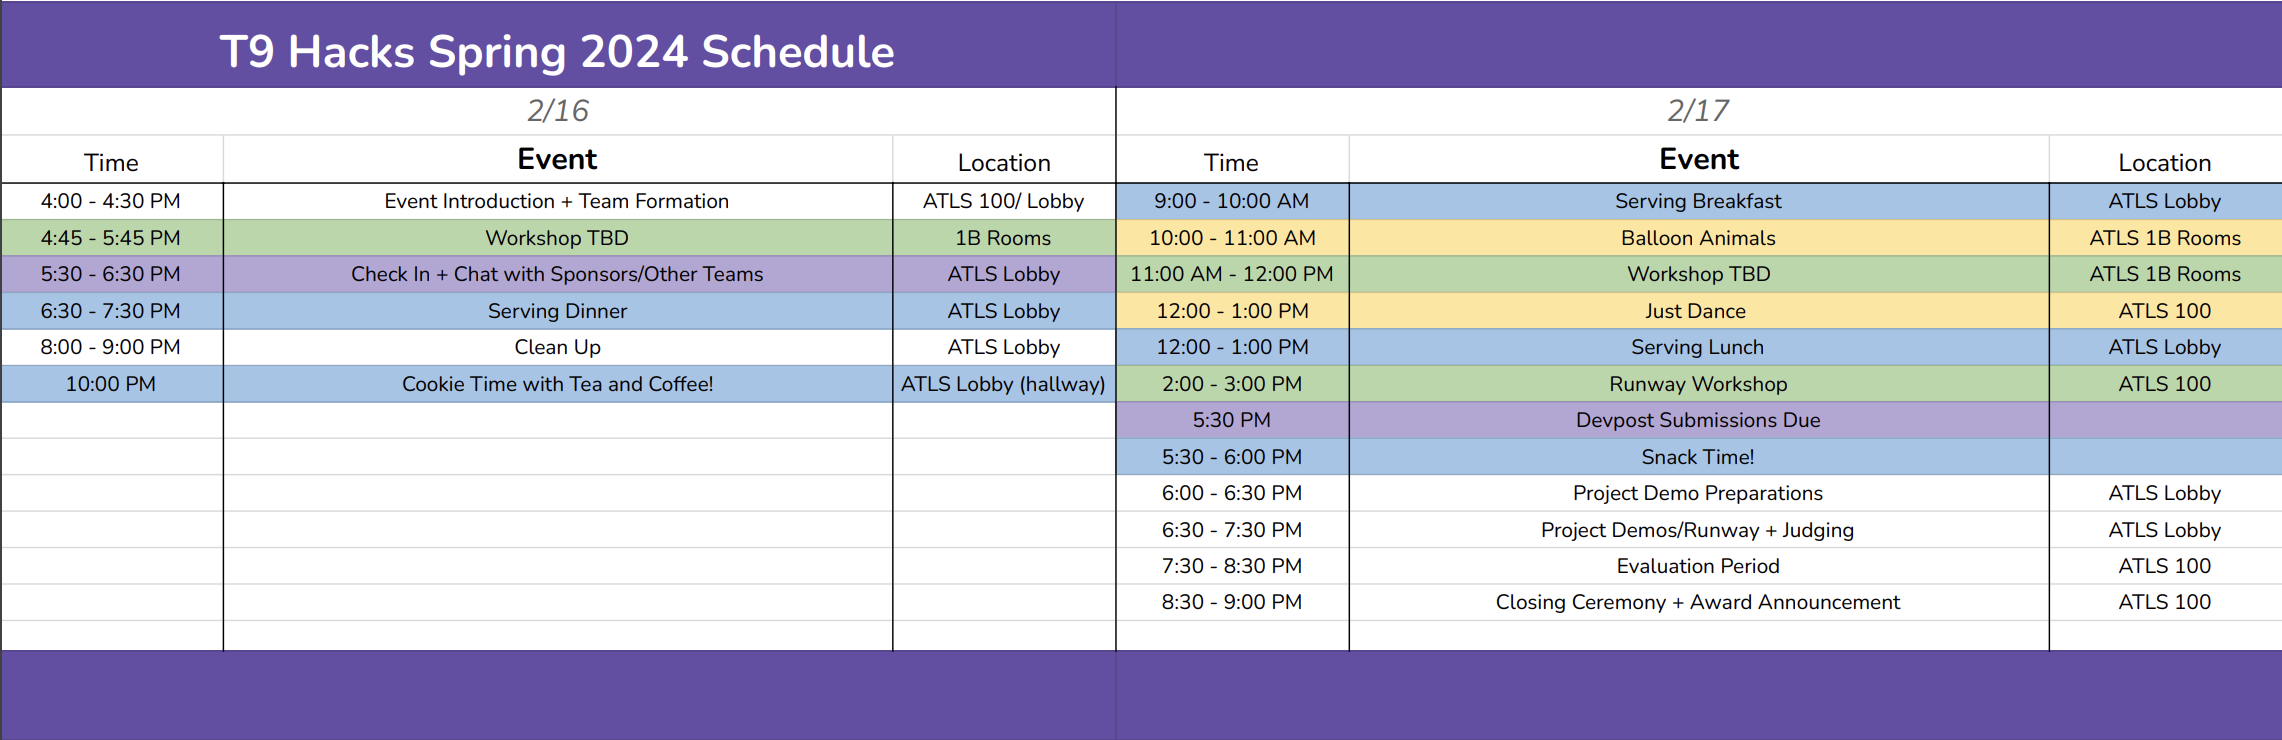 T9 Hacks Spring 2024 Schedule
2/16
Time Event Location
4:00 - 4:30 PM Event Introduction + Team Formation ATLS 100/ Lobby
4:45 - 5:45 PM Workshop TBD 1B Rooms
5:30 - 6:30 PM Check In + Chat with Sponsors/Other Teams ATLS Lobby
6:30 - 7:30 PM Serving Dinner ATLS Lobby
8:00 - 9:00 PM Clean Up ATLS Lobby
10:00 PM Cookie Time with Tea and Coffee! ATLS Lobby (hallway)
2/17
Time Event Location
9:00 - 10:00 AM Serving Breakfast ATLS Lobby
10:00 - 11:00 AM Balloon Animals ATLS 1B Rooms
11:00 AM - 12:00 PM Workshop TBD ATLS 1B Rooms
12:00 - 1:00 PM Just Dance ATLS 100
12:00 - 1:00 PM Serving Lunch ATLS Lobby
2:00 - 3:00 PM Runway Workshop ATLS 100
5:30 PM Devpost Submissions Due
5:30 - 6:00 PM Snack Time!
6:00 - 6:30 PM Project Demo Preparations ATLS Lobby
6:30 - 7:30 PM Project Demos/Runway + Judging ATLS Lobby
7:30 - 8:30 PM Evaluation Period ATLS 100
8:30 - 9:00 PM Closing Ceremony + Award Announcement ATLS 100